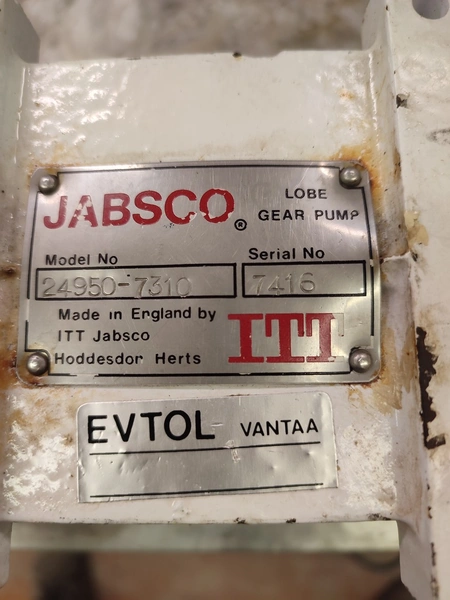 JABSCO®
LOBE
GEAR PUMP
Model No
Serial No
24950-7310
7416
Made in England by
ITT Jabsco
Hoddesdon Herts
ITT
EVTOL VANTAA